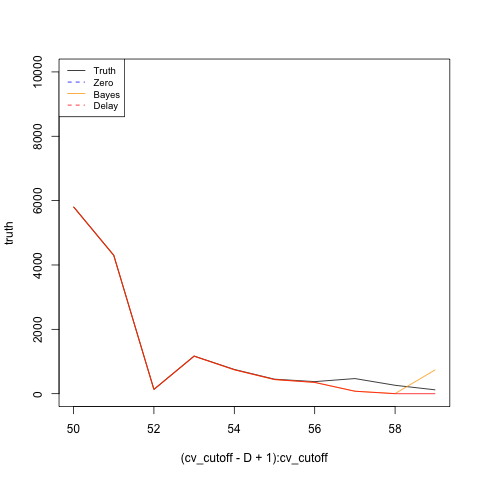 Truth
Zero
Bayes
Delay
10000
8000
6000
4000
2000
0
truth
50 52 54 56 58
(cv_cutoff - D + 1):cv_cutoff